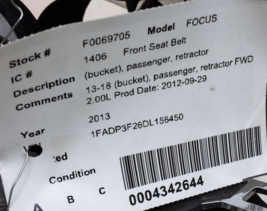 Stock # F0069705 Model FOCUS
IC # 1406 Front Seat Belt
Description (bucket), passenger, retractor
Comments 13-18 (bucket), passenger, retractor FWD
2.00L Prod Date: 2012-09-29
Year 2013
1FADP3F26DL156450
ed
Condition
A B C 0004342644